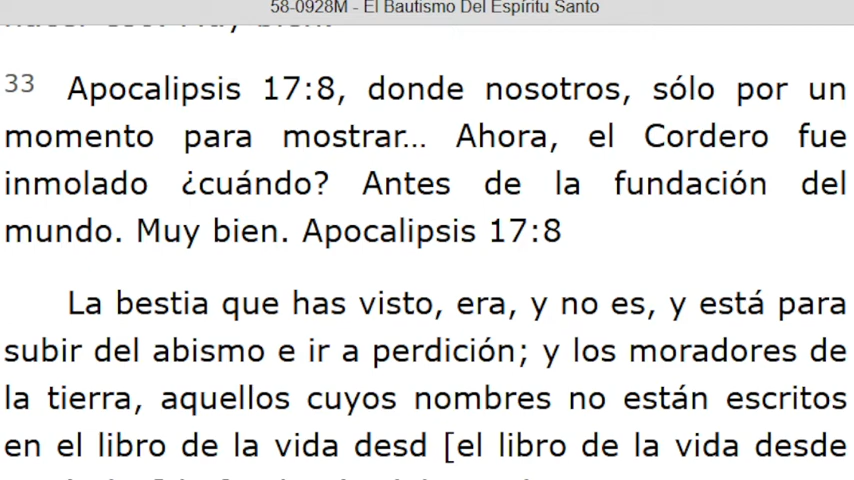 58-0928M - El Bautismo Del Espíritu Santo
33 Apocalipsis 17:8, donde nosotros, sólo por un
momento para mostrar... Ahora, el Cordero fue
inmolado ¿cuándo? Antes de la fundación del
mundo. Muy bien. Apocalipsis 17:8
La bestia que has visto, era, y no es, y está para
subir del abismo e ir a perdición; y los moradores de
la tierra, aquellos cuyos nombres no están escritos
en el libro de la vida desd [el libro de la vida desde